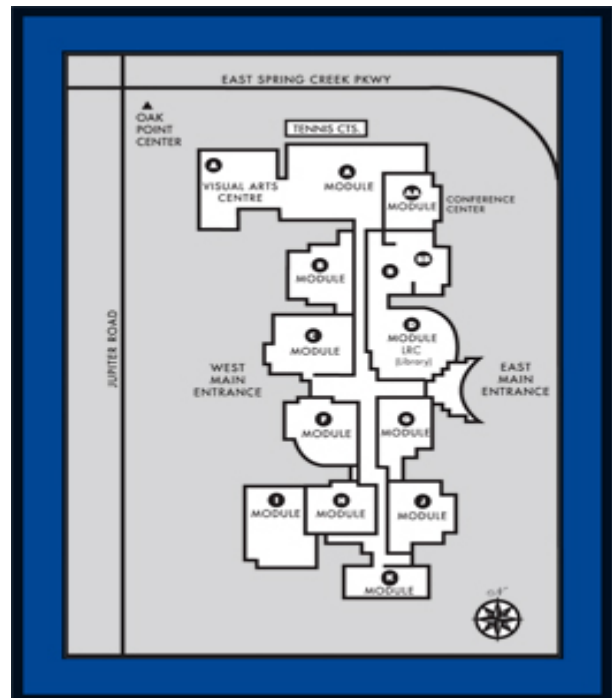 EAST SPRING CREEK PKWY
OAK
POINT
CENTER
TENNIS CTS.
A
VISUAL ARTS
CENTRE
A
MODULE
MODULE
CONFERENCE
CENTER
MODULE
MODULE
MODULE
LRC
(Library)
JUPITER ROAD
WEST
MAIN
ENTRANCE
EAST
MAIN
ENTRANCE
F
MODULE
MODULE
I
MODULE
H
MODULE
J
MODULE
K
MODULE